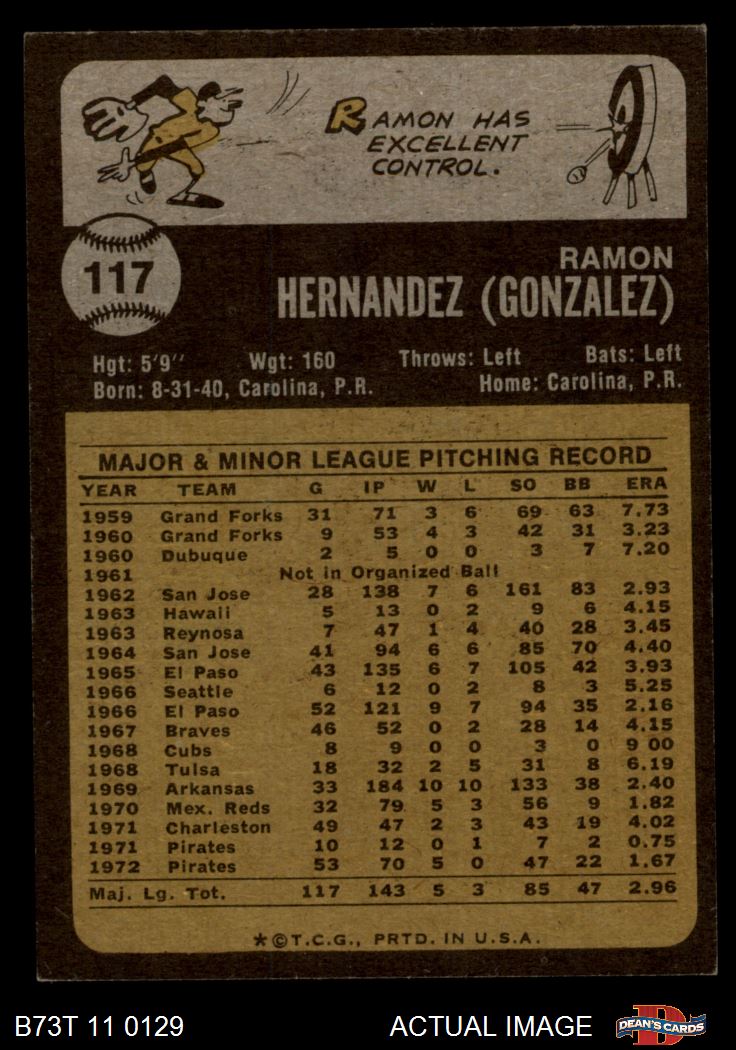 RAMON HAS
EXCELLENT
CONTROL.
117
RAMON
HERNANDEZ (GONZALEZ)
Hgt: 5'9" Wgt: 160 Throws: Left Bats: Left
Born: 8-31-40, Carolina, P.R. Home: Carolina, P.R.
MAJOR & MINOR LEAGUE PITCHING RECORD
YEAR TEAM G IP W L SO BB ERA
1959 Grand Forks 31 71 3 6 69 63 7.73
1960 Grand Forks 9 53 4 3 42 31 3.23
1960 Dubuque 2 5 0 0 3 7 7.20
1961 Not in Organized Ball
1962 San Jose 28 138 7 6 161 83 2.93
1963 Hawaii 5 13 0 2 9 6 4.15
1963 Reynosa 7 47 1 4 40 28 3.45
1964 San Jose 41 94 6 6 85 70 4.40
1965 El Paso 43 135 6 7 105 42 3.93
1966 Seattle 6 12 0 2 8 3 5.25
1966 El Paso 52 121 9 7 94 35 2.16
1967 Braves 46 52 0 2 28 14 4.15
1968 Cubs 8 9 0 0 3 0 9 00
1968 Tulsa 18 32 2 5 31 8 6.19
1969 Arkansas 33 184 10 10 133 38 2.40
1970 Mex. Reds 32 79 5 3 56 9 1.82
1971 Charleston 49 47 2 3 43 19 4.02
1971 Pirates 10 12 0 1 7 2 0.75
1972 Pirates 53 70 5 0 47 22 1.67
Maj. Lg. Tot. 117 143 5 3 85 47 2.96
*©T.C.G., PRTD. IN U.S.A.
B73T 11 0129 ACTUAL IMAGE D DEAN'S CARDS